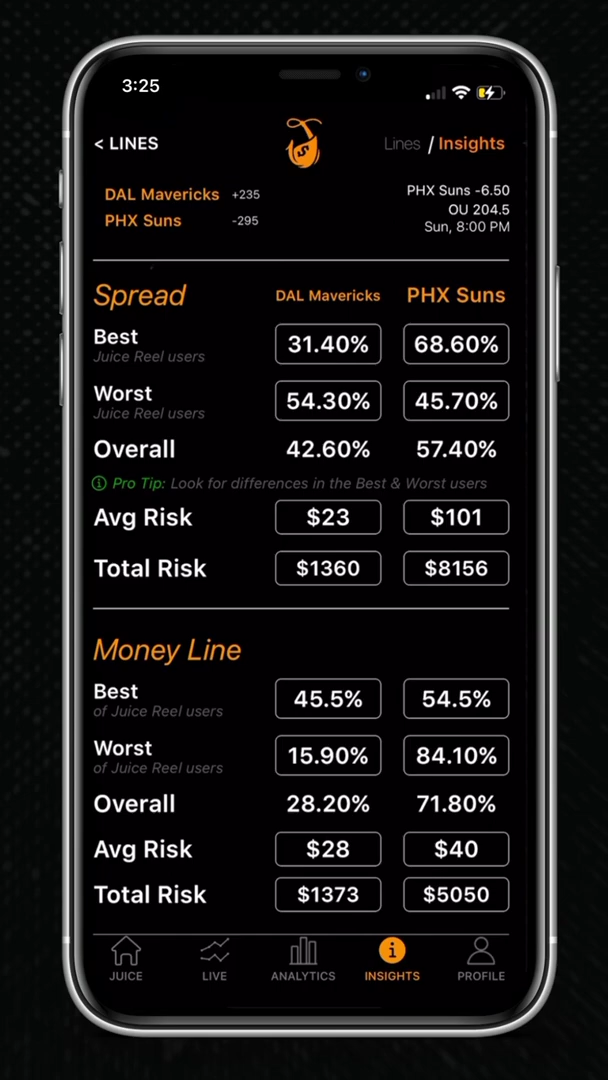 3:25
< LINES
Lines / Insights
DAL Mavericks +235
PHX Suns -295
PHX Suns -6.50
OU 204.5
Sun, 8:00 PM
Spread DAL Mavericks PHX Suns
Best 31.40% 68.60%
Juice Reel users
Worst 54.30% 45.70%
Juice Reel users
Overall 42.60% 57.40%
Pro Tip: Look for differences in the Best & Worst users
Avg Risk $23 $101
Total Risk $1360 $8156
Money Line
Best 45.5% 54.5%
of Juice Reel users
Worst 15.90% 84.10%
of Juice Reel users
Overall 28.20% 71.80%
Avg Risk $28 $40
Total Risk $1373 $5050
JUICE LIVE ANALYTICS INSIGHTS PROFILE